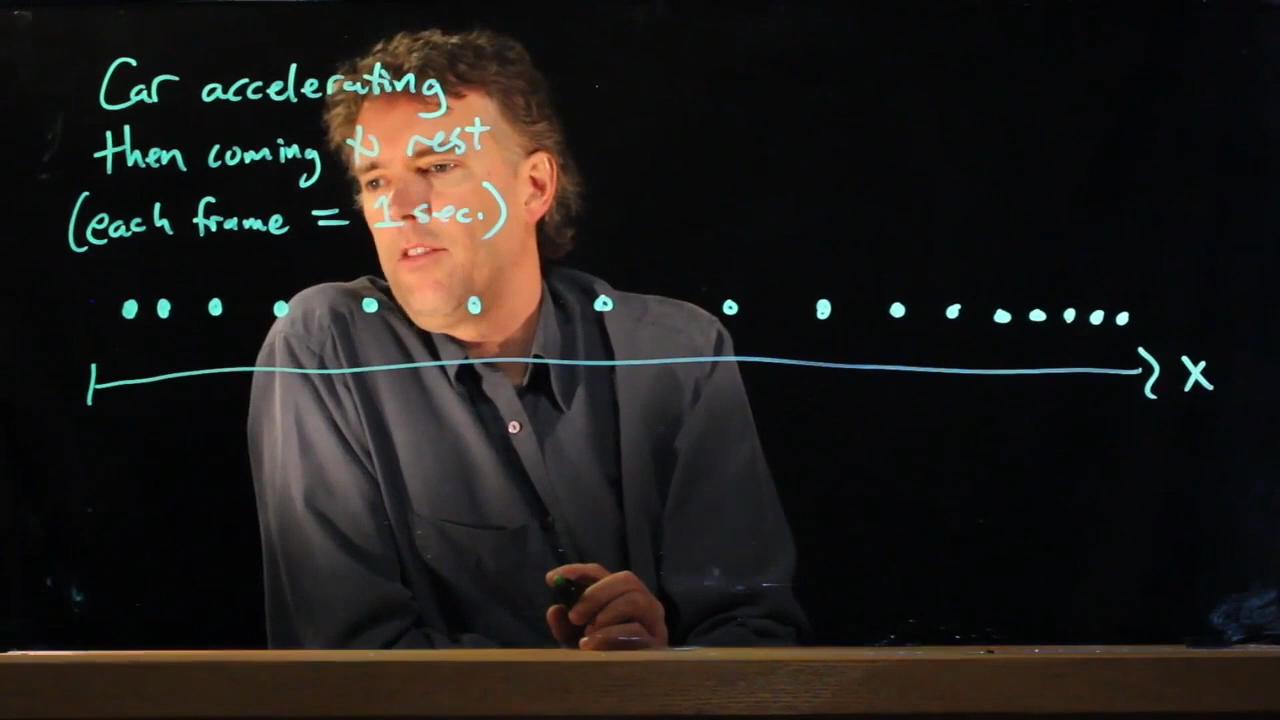 Car accelerating
then coming to rest
(each frame = 1 sec.)
x